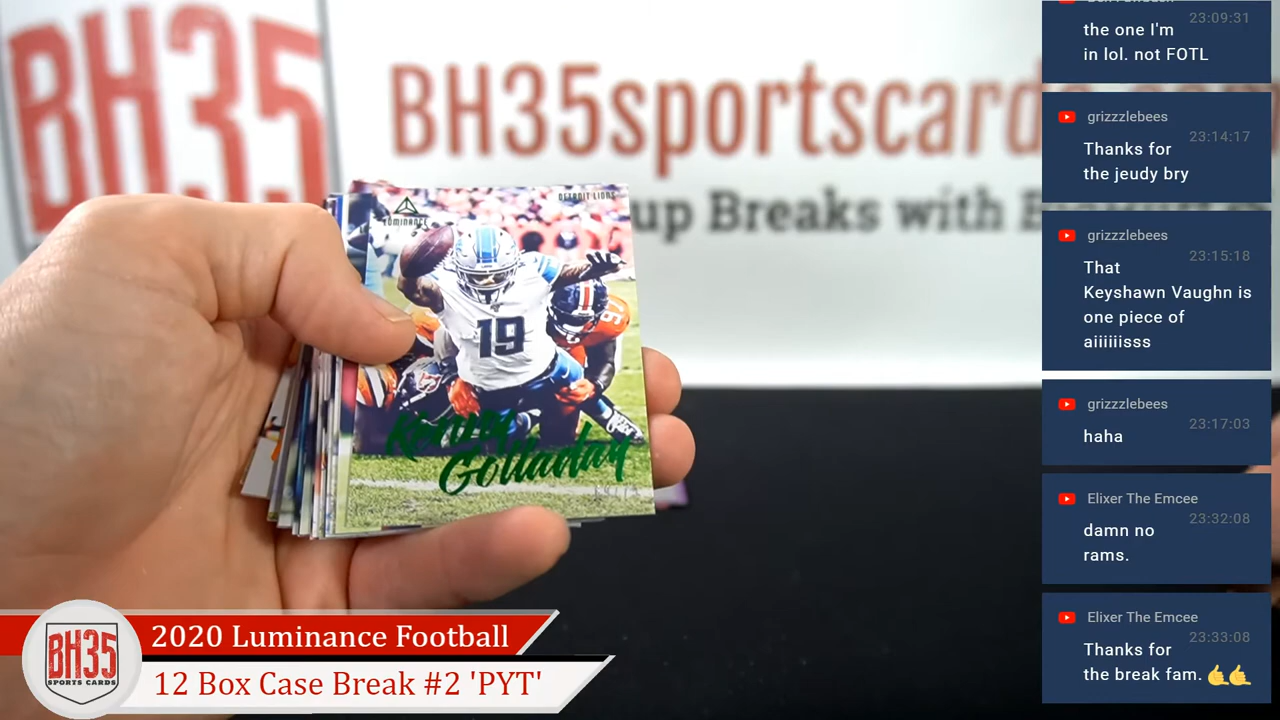 BH35
BH35sportscard
up Breaks with
LUMINANCE
DETROIT LIONS
19
97
Kenny
Golladay
2020 Luminance Football
12 Box Case Break #2 'PYT'
BH35
SPORTS CARDS
23:09:31
the one I'm
in lol. not FOTL
grizzzlebees
23:14:17
Thanks for
the jeudy bry
grizzzlebees
23:15:18
That
Keyshawn Vaughn is
one piece of
aiiiiiisss
grizzzlebees
23:17:03
haha
Elixer The Emcee
23:32:08
damn no
rams.
Elixer The Emcee
23:33:08
Thanks for
the break fam. 🤙🤙